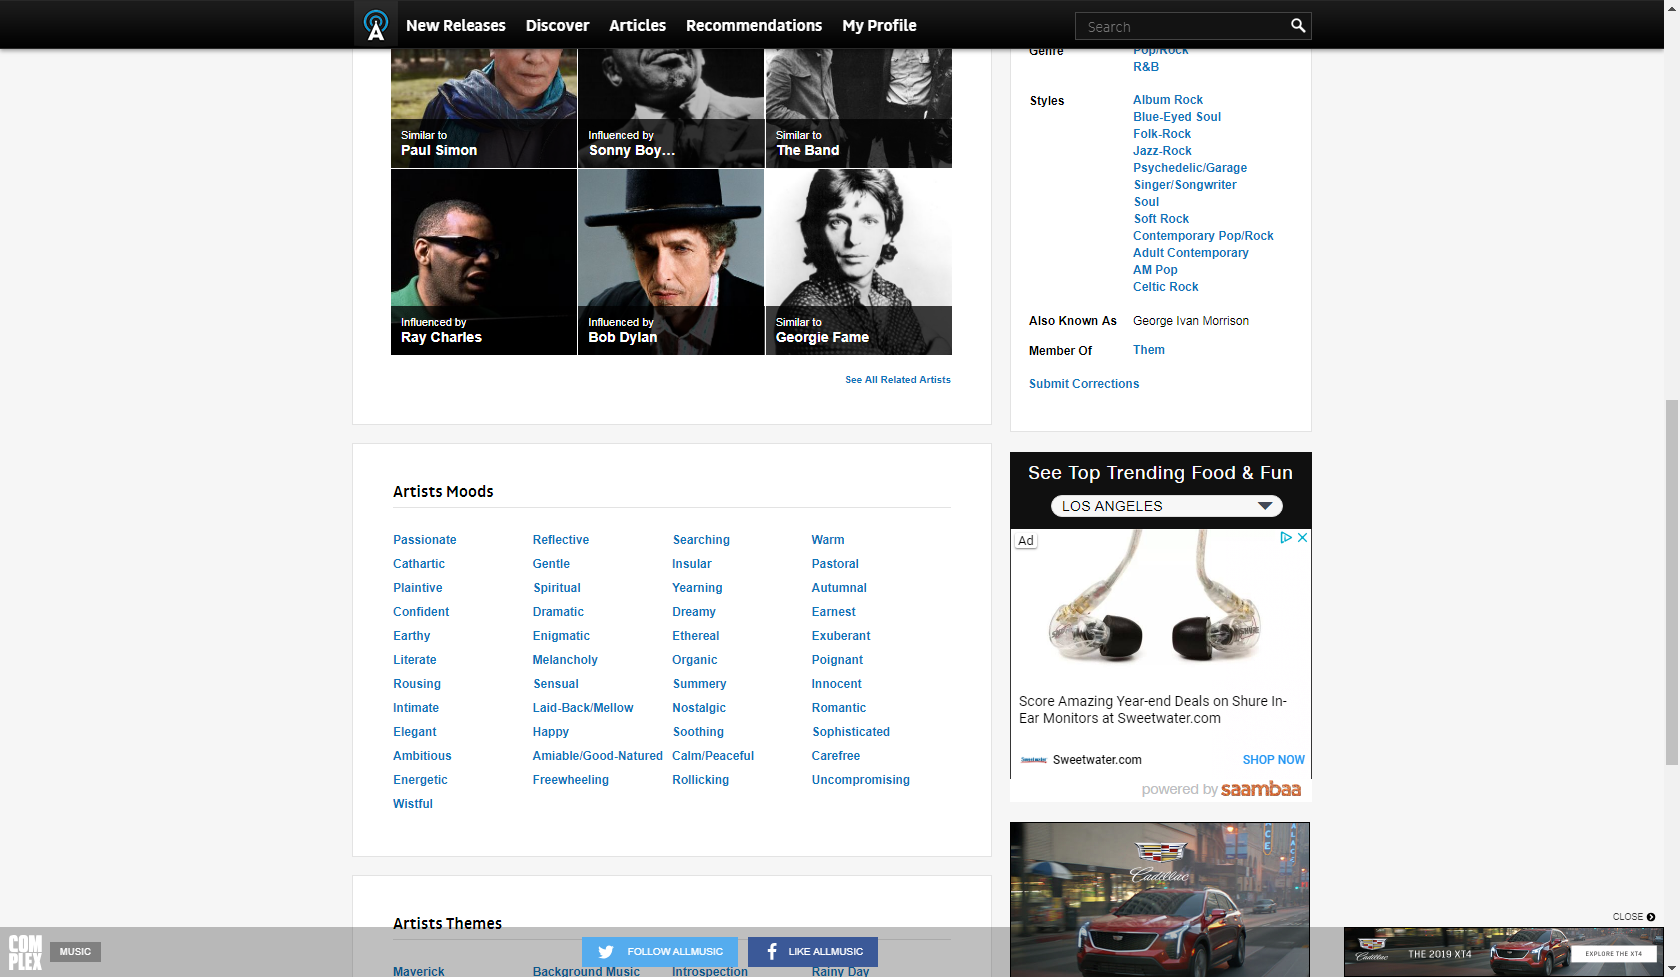 New Releases Discover Articles Recommendations My Profile Search
Similar to
Paul Simon
Influenced by
Sonny Boy...
Similar to
The Band
Influenced by
Ray Charles
Influenced by
Bob Dylan
Similar to
Georgie Fame
See All Related Artists
Genre Pop/Rock
R&B
Styles Album Rock
Blue-Eyed Soul
Folk-Rock
Jazz-Rock
Psychedelic/Garage
Singer/Songwriter
Soul
Soft Rock
Contemporary Pop/Rock
Adult Contemporary
AM Pop
Celtic Rock
Also Known As George Ivan Morrison
Member Of Them
Submit Corrections
Artists Moods
Passionate Reflective Searching Warm
Cathartic Gentle Insular Pastoral
Plaintive Spiritual Yearning Autumnal
Confident Dramatic Dreamy Earnest
Earthy Enigmatic Ethereal Exuberant
Literate Melancholy Organic Poignant
Rousing Sensual Summery Innocent
Intimate Laid-Back/Mellow Nostalgic Romantic
Elegant Happy Soothing Sophisticated
Ambitious Amiable/Good-Natured Calm/Peaceful Carefree
Energetic Freewheeling Rollicking Uncompromising
Wistful
See Top Trending Food & Fun
LOS ANGELES
Ad
SHURE
Score Amazing Year-end Deals on Shure In-
Ear Monitors at Sweetwater.com
Sweetwater.com SHOP NOW
powered by saambaa
Cadillac
Artists Themes
Maverick Background Music Introspection Rainy Day
COM
PLEX
MUSIC
FOLLOW ALLMUSIC
LIKE ALLMUSIC
CLOSE
Cadillac
THE 2019 XT4
EXPLORE THE XT4